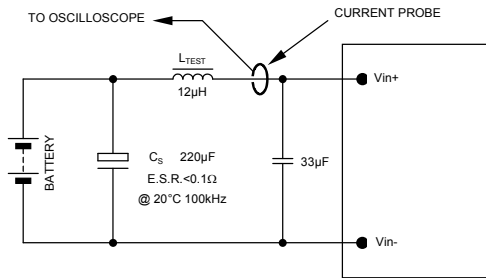 TO OSCILLOSCOPE
CURRENT PROBE
LTEST
12µH
Vin+
BATTERY
CS 220µF
E.S.R.<0.1Ω
@ 20°C 100kHz
33µF
Vin-